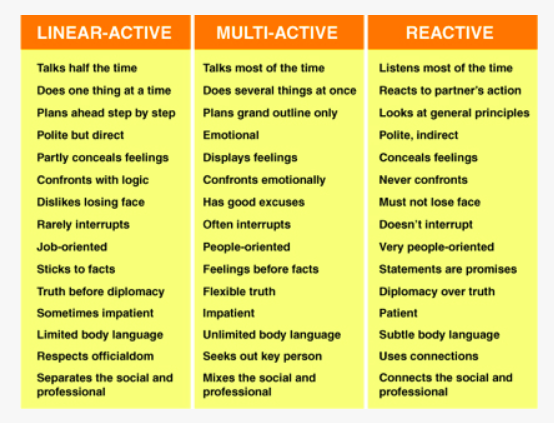 LINEAR-ACTIVE
Talks half the time
Does one thing at a time
Plans ahead step by step
Polite but direct
Partly conceals feelings
Confronts with logic
Dislikes losing face
Rarely interrupts
Job-oriented
Sticks to facts
Truth before diplomacy
Sometimes impatient
Limited body language
Respects officialdom
Separates the social and
professional
MULTI-ACTIVE
Talks most of the time
Does several things at once
Plans grand outline only
Emotional
Displays feelings
Confronts emotionally
Has good excuses
Often interrupts
People-oriented
Feelings before facts
Flexible truth
Impatient
Unlimited body language
Seeks out key person
Mixes the social and
professional
REACTIVE
Listens most of the time
Reacts to partner's action
Looks at general principles
Polite, indirect
Conceals feelings
Never confronts
Must not lose face
Doesn't interrupt
Very people-oriented
Statements are promises
Diplomacy over truth
Patient
Subtle body language
Uses connections
Connects the social and
professional